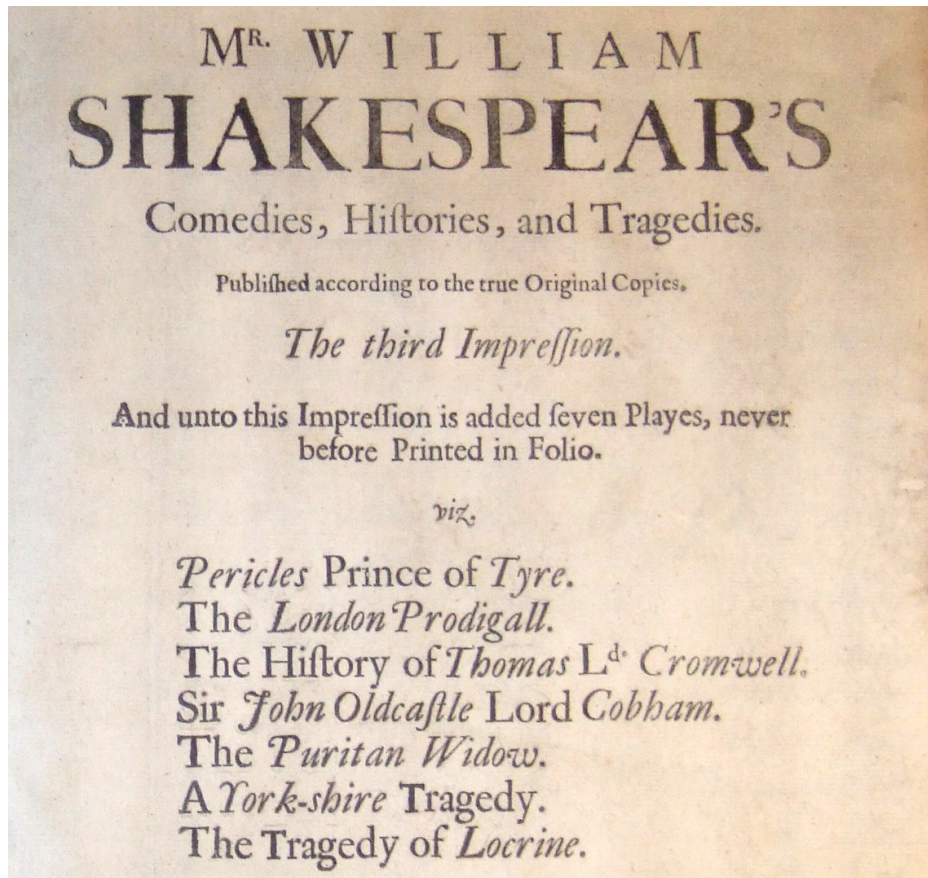 Mr. WILLIAM
SHAKESPEAR'S
Comedies, Hiſtories, and Tragedies.
Publiſhed according to the true Original Copies.
The third Impreſſion.
And unto this Impreſſion is added ſeven Playes, never
before Printed in Folio.
viz.
Pericles Prince of Tyre.
The London Prodigall.
The Hiſtory of Thomas Ld. Cromwell.
Sir John Oldcaſtle Lord Cobham.
The Puritan Widow.
A York-shire Tragedy.
The Tragedy of Locrine.